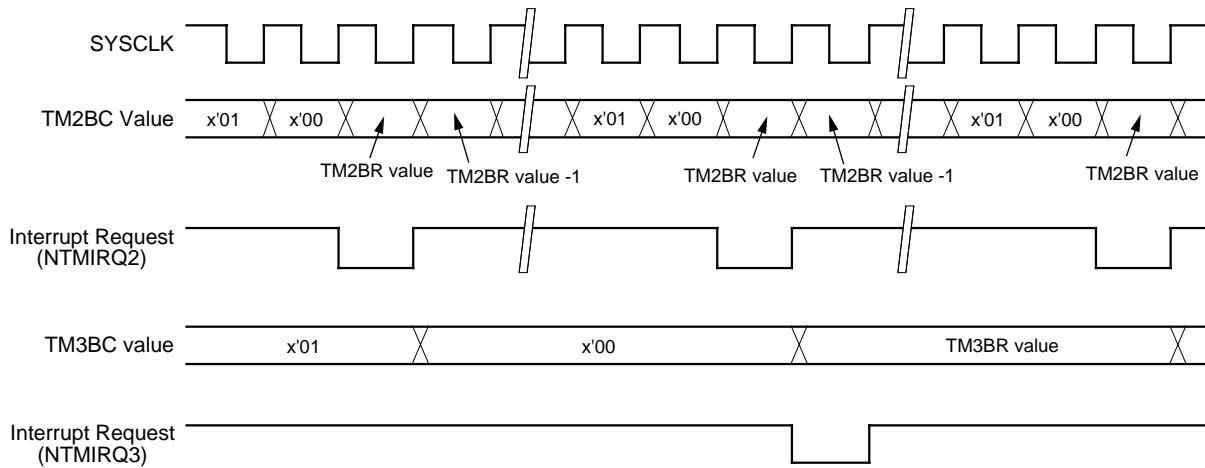 SYSCLK
TM2BC Value
x'01
x'00
x'01
x'00
x'01
x'00
TM2BR value
TM2BR value -1
TM2BR value
TM2BR value -1
TM2BR value
Interrupt Request
(NTMIRQ2)
TM3BC value
x'01
x'00
TM3BR value
Interrupt Request
(NTMIRQ3)